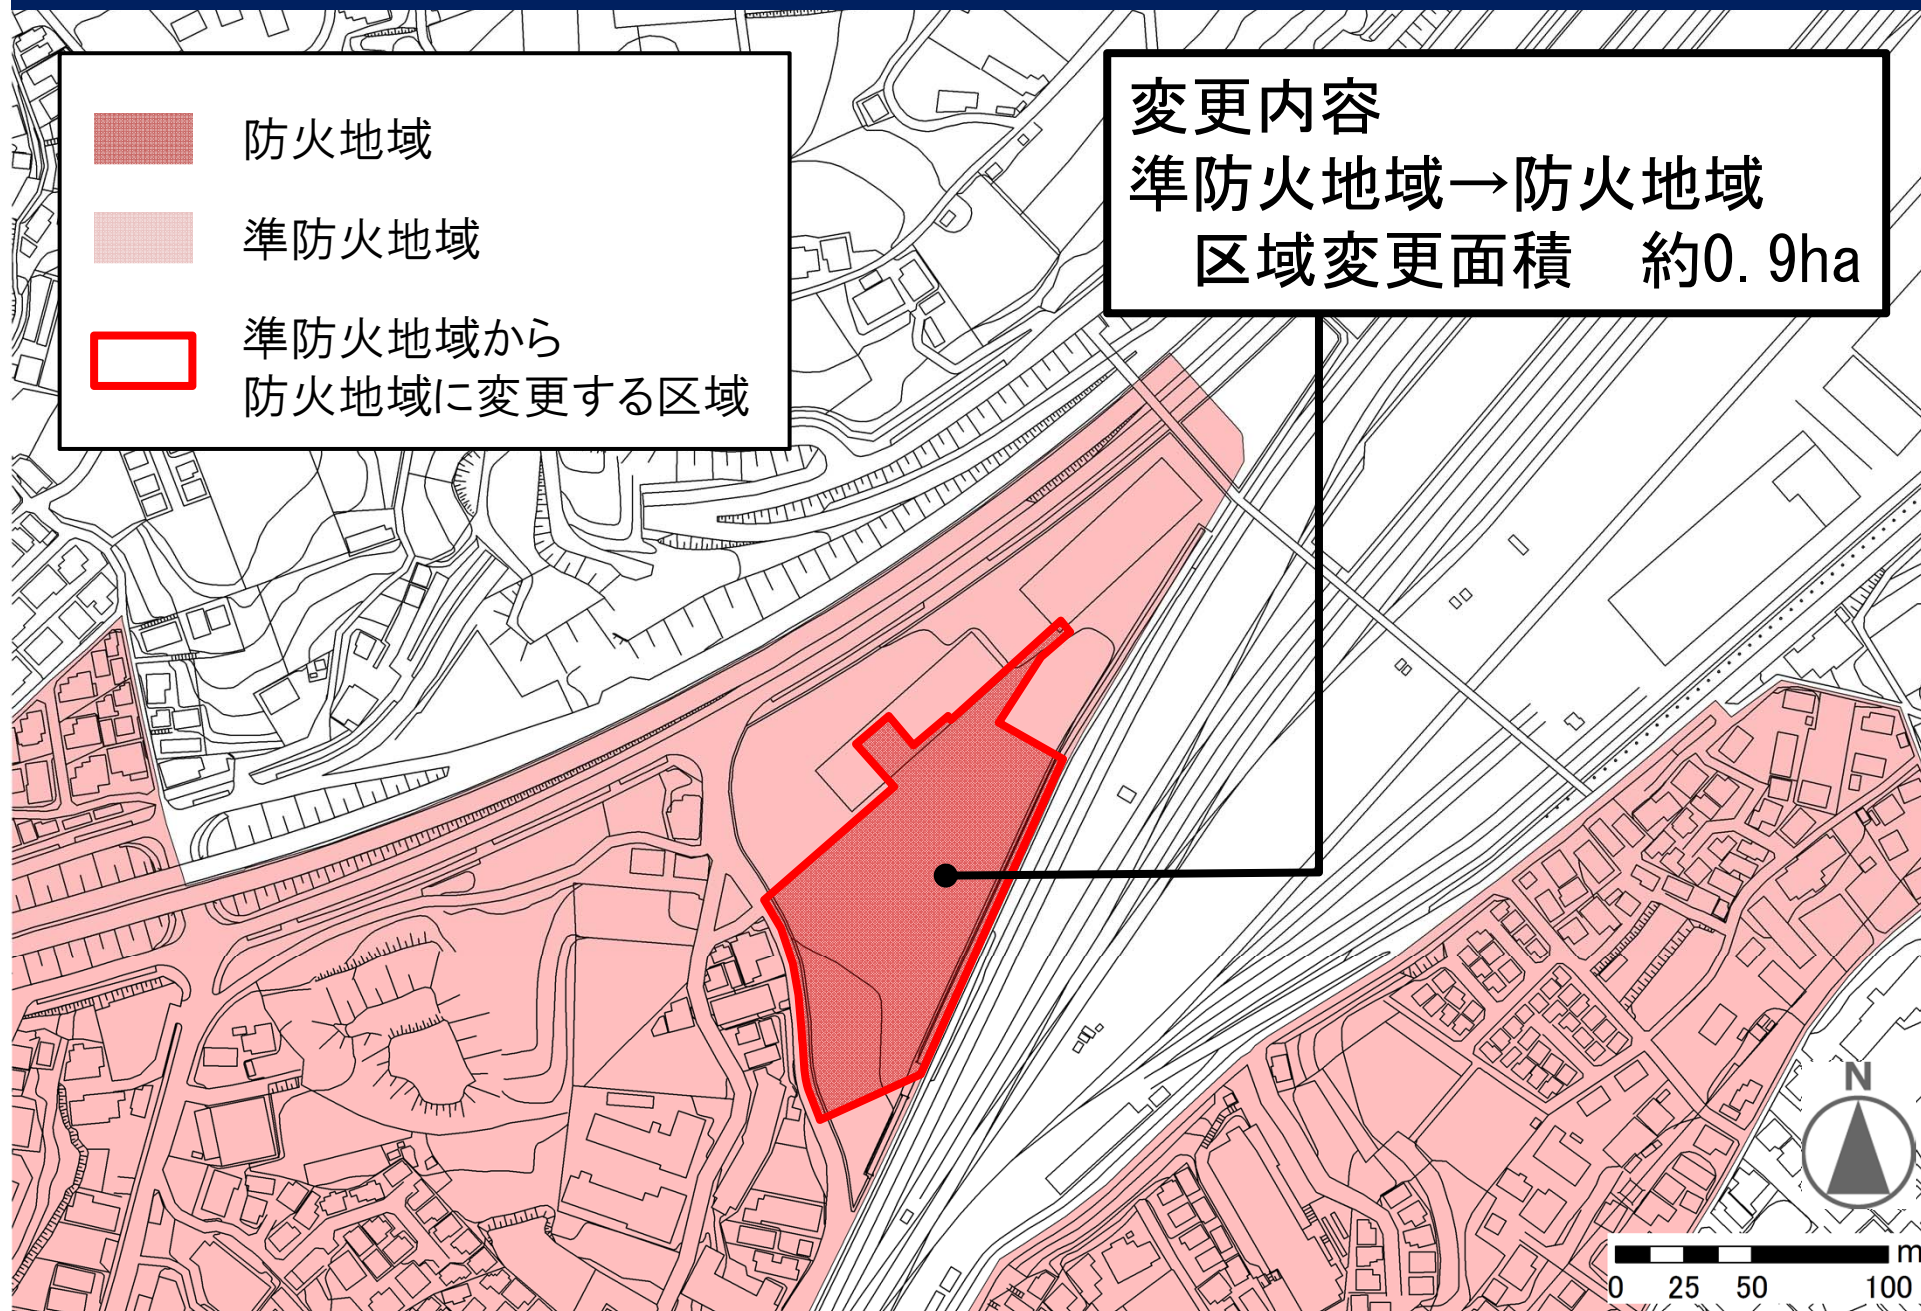 防火地域
準防火地域
準防火地域から
防火地域に変更する区域
変更内容
準防火地域→防火地域
区域変更面積　約0.9ha
N
m
0 25 50 100